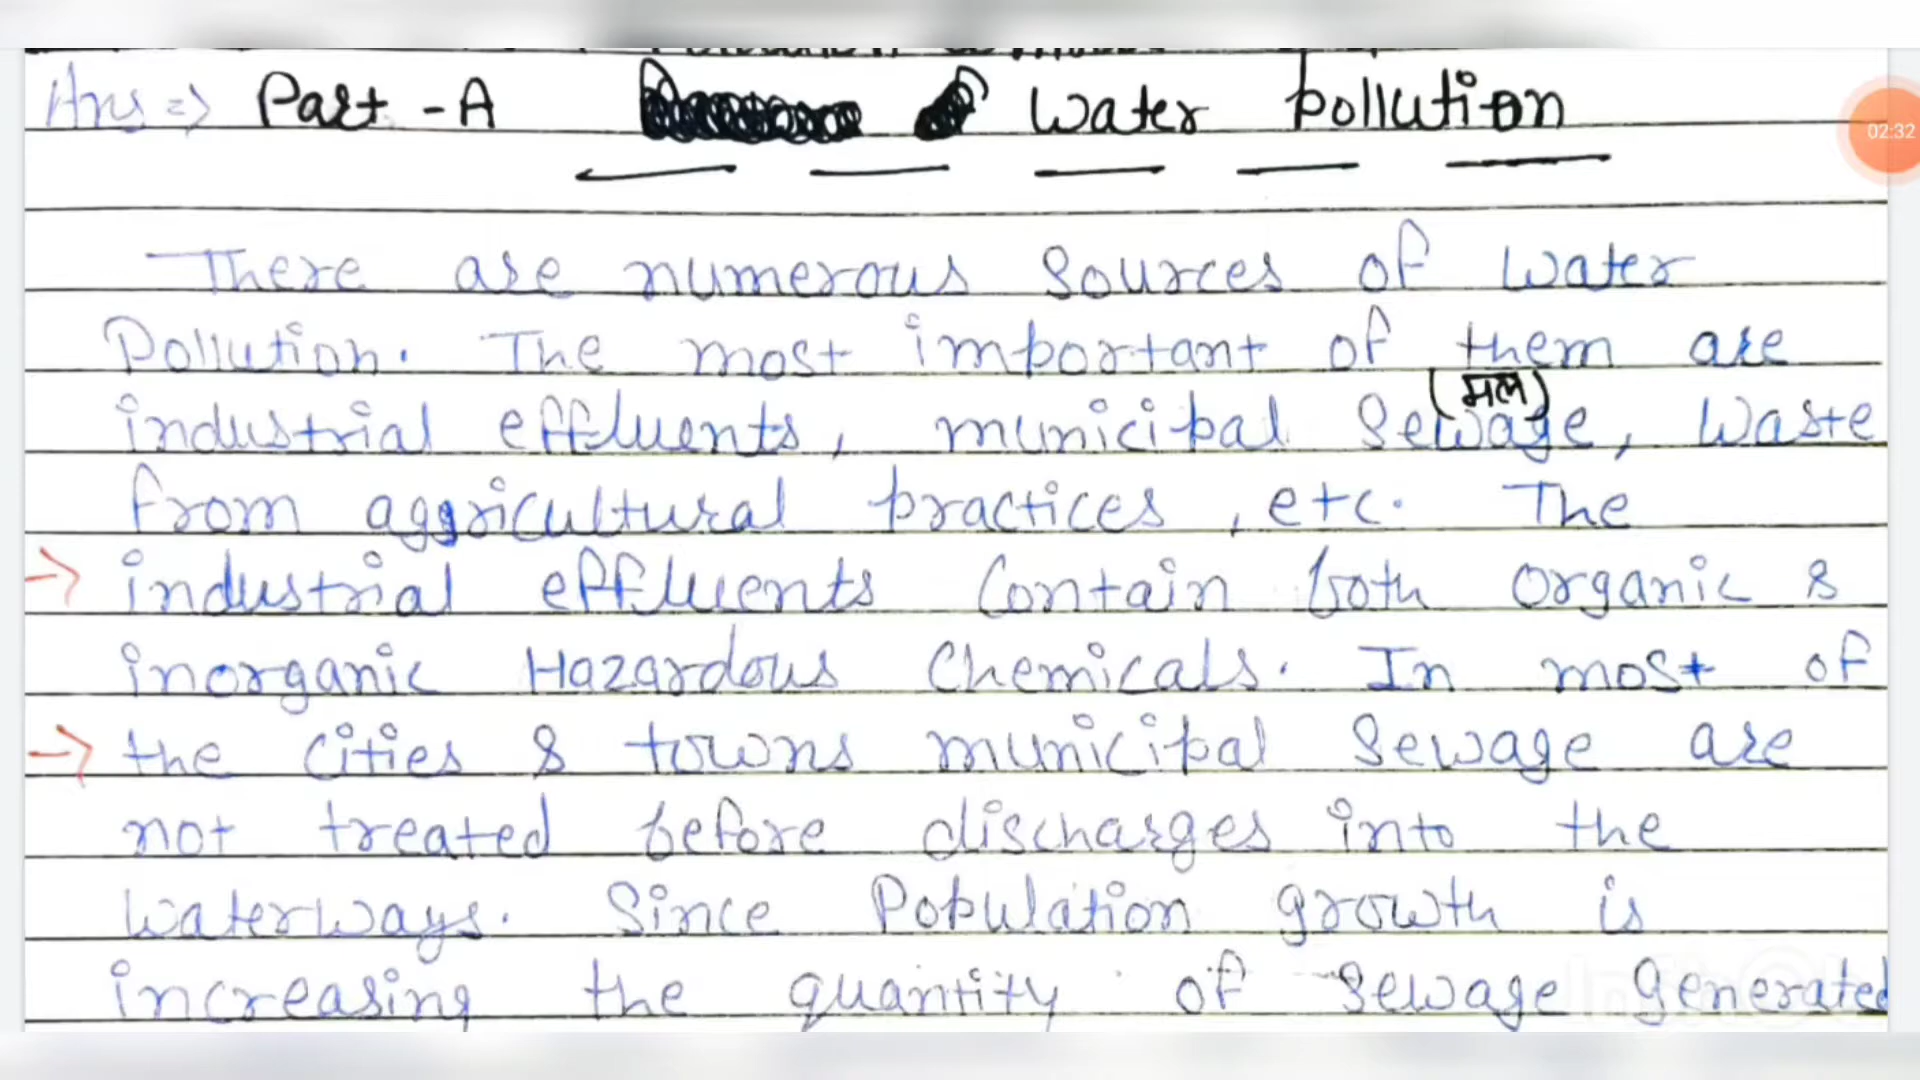 Ans => Part - A Water pollution
02:32
There are numerous sources of water
Pollution. The most important of them are
(मल)
industrial effluents, municipal Sewage, Waste
from aggricultural practices, etc. The
→ industrial effluents Contain both organic &
inorganic Hazardous Chemicals. In most of
→ the cities & towns municipal Sewage are
not treated before discharges into the
waterways. Since Population growth is
increasing the quantity of Sewage Generated